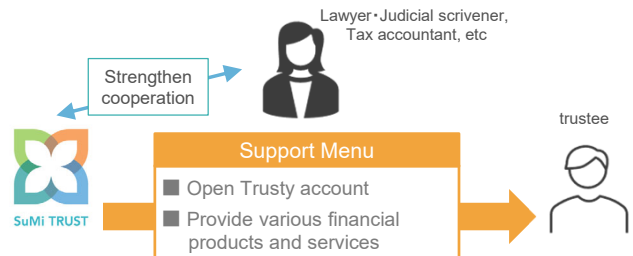 Lawyer・Judicial scrivener,
Tax accountant, etc
Strengthen
cooperation
trustee
SuMi TRUST
Support Menu
■ Open Trusty account
■ Provide various financial
products and services